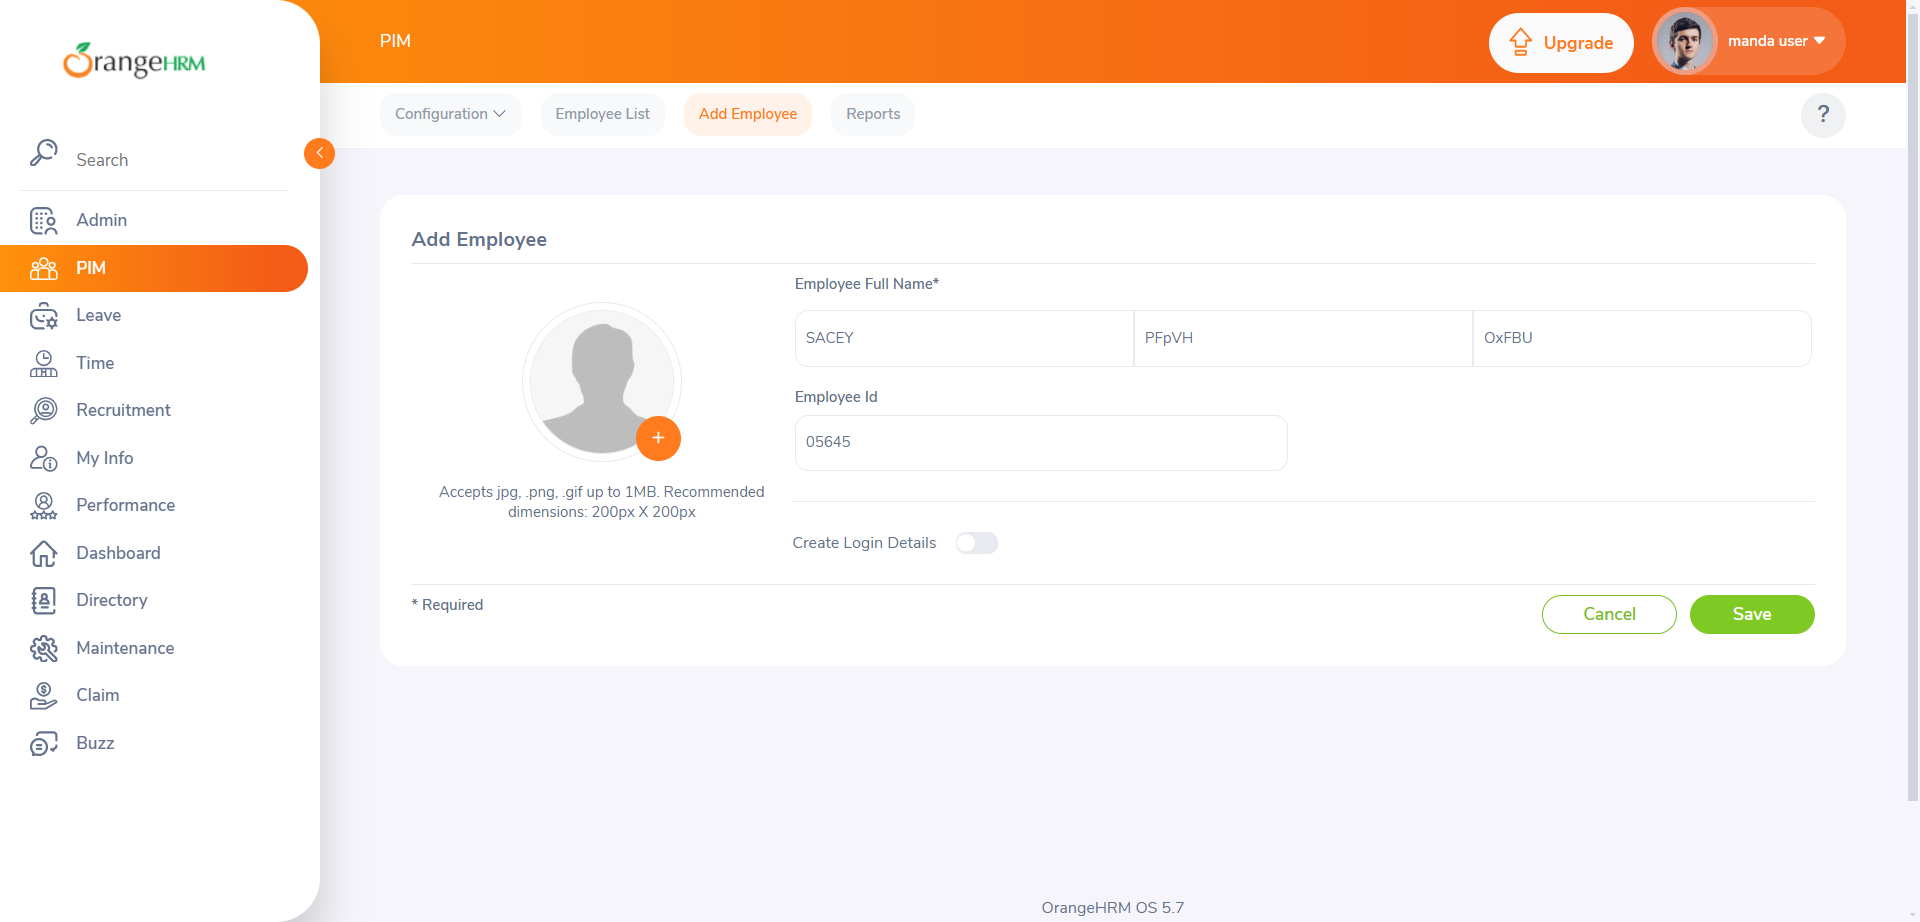 OrangeHRM
Search
Admin
PIM
Leave
Time
Recruitment
My Info
Performance
Dashboard
Directory
Maintenance
Claim
Buzz
PIM
Upgrade
manda user
Configuration
Employee List
Add Employee
Reports
?
Add Employee
Accepts jpg, .png, .gif up to 1MB. Recommended
dimensions: 200px X 200px
Employee Full Name*
SACEY
PFpVH
OxFBU
Employee Id
05645
Create Login Details
* Required
Cancel
Save
OrangeHRM OS 5.7